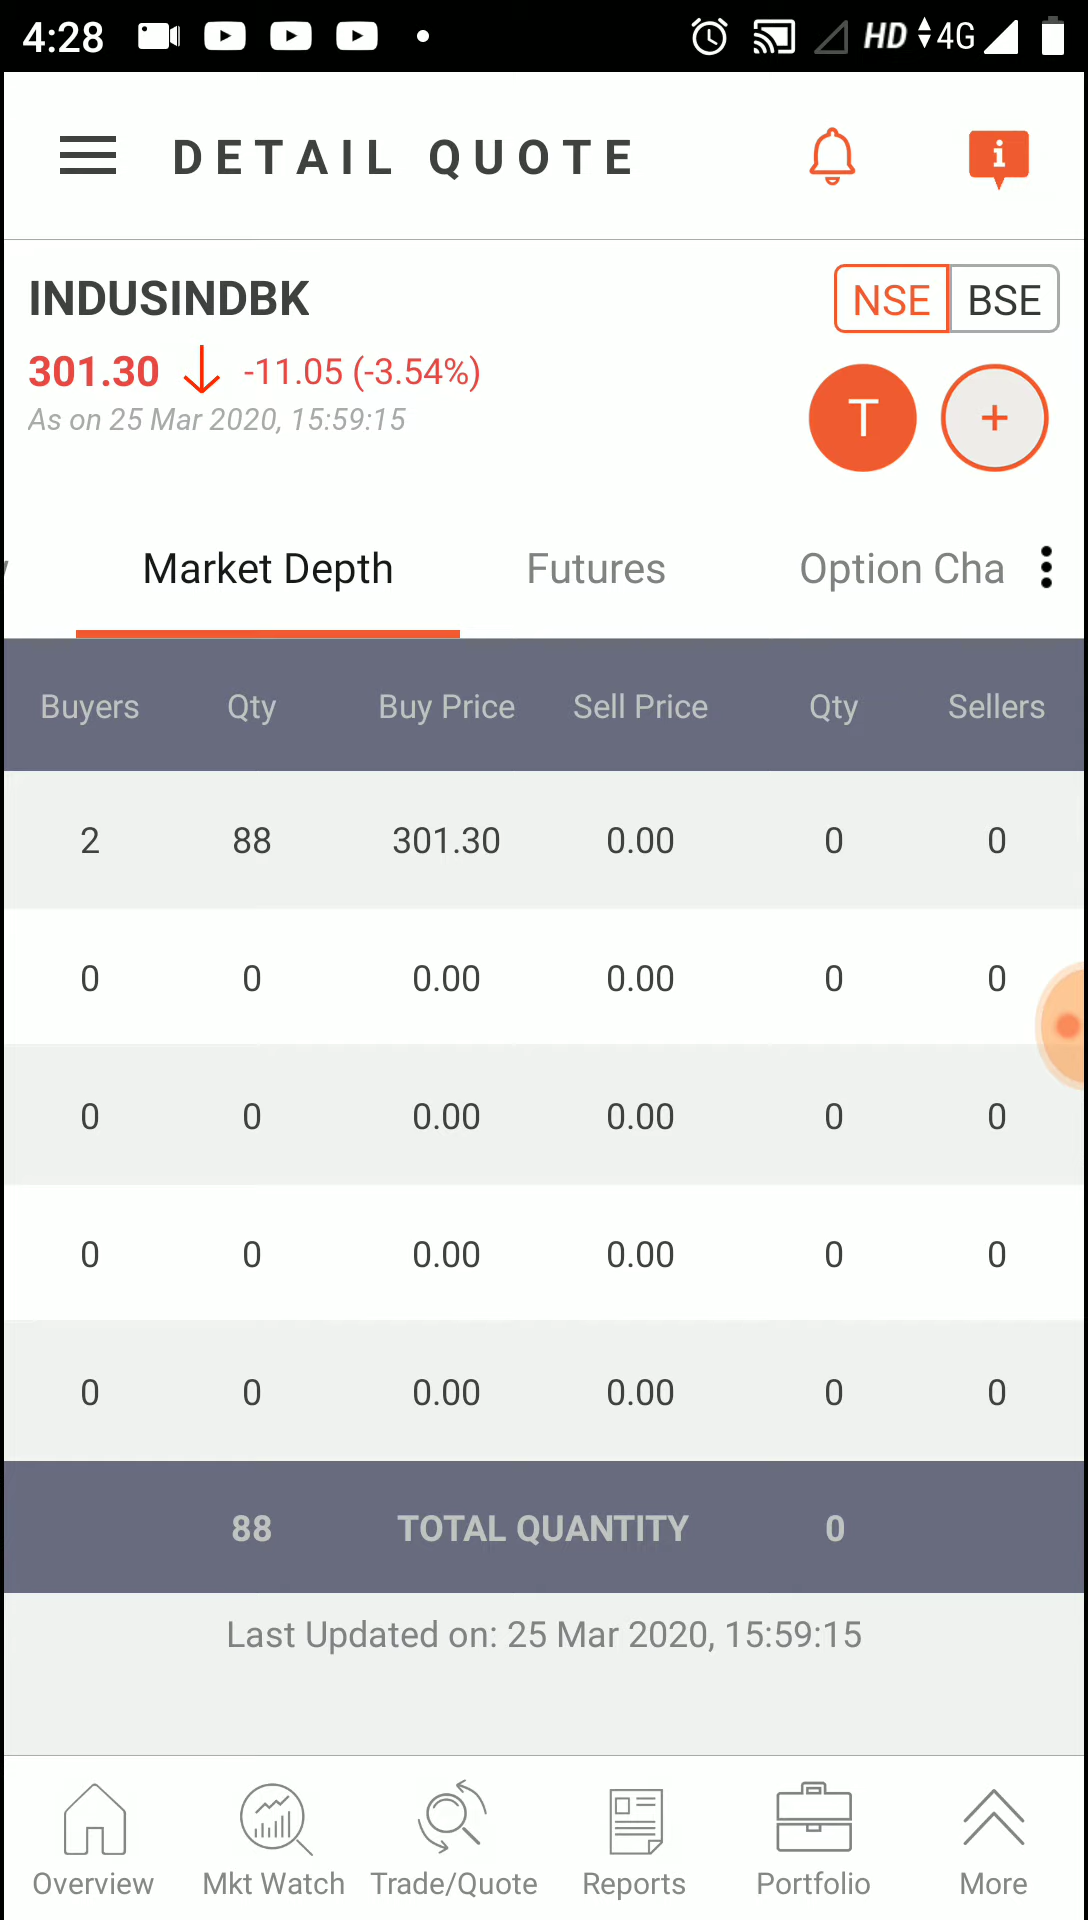 4:28 HD 4G
DETAIL QUOTE
INDUSINDBK
NSE BSE
301.30 -11.05 (-3.54%)
As on 25 Mar 2020, 15:59:15
T +
Market Depth Futures Option Cha
Buyers Qty Buy Price Sell Price Qty Sellers
2 88 301.30 0.00 0 0
0 0 0.00 0.00 0 0
0 0 0.00 0.00 0 0
0 0 0.00 0.00 0 0
0 0 0.00 0.00 0 0
88 TOTAL QUANTITY 0
Last Updated on: 25 Mar 2020, 15:59:15
Overview Mkt Watch Trade/Quote Reports Portfolio More